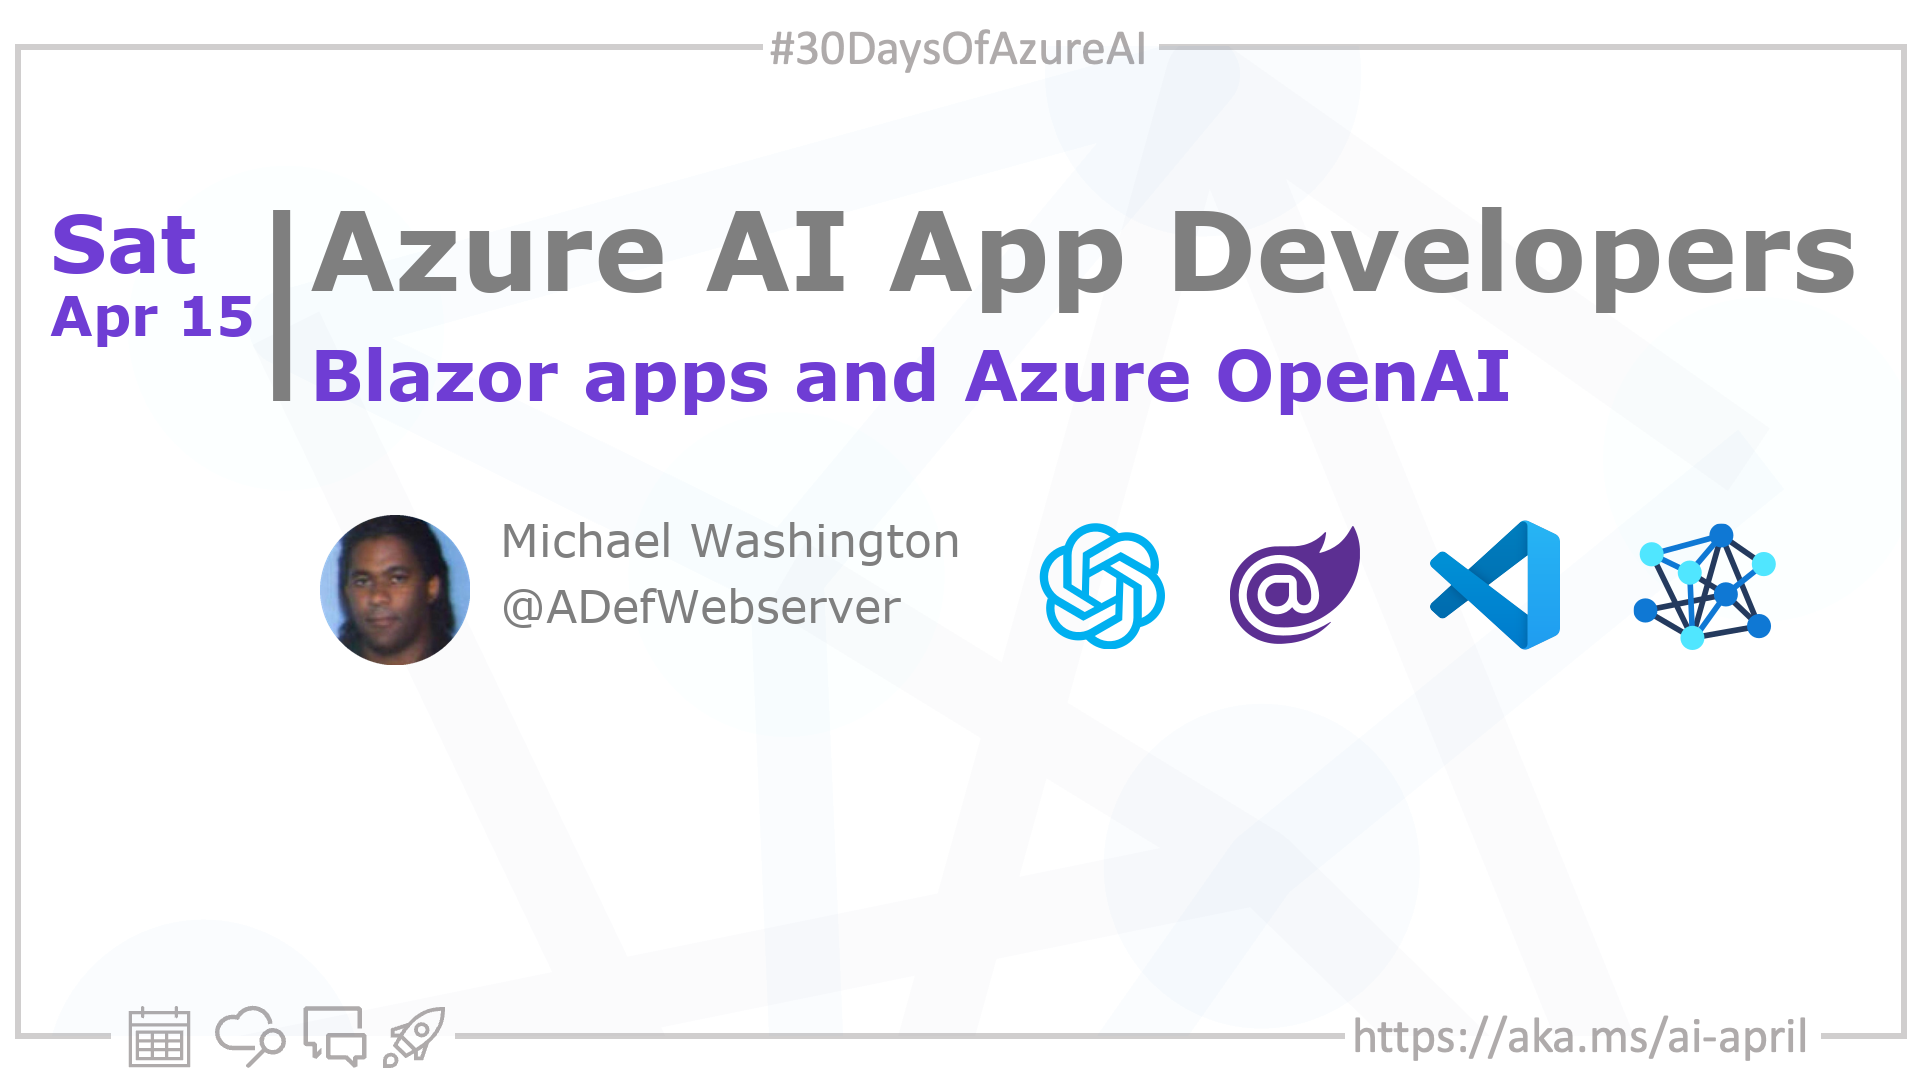 #30DaysOfAzureAI
Sat
Apr 15
Azure AI App Developers
Blazor apps and Azure OpenAI
Michael Washington
@ADefWebserver
@
https://aka.ms/ai-april